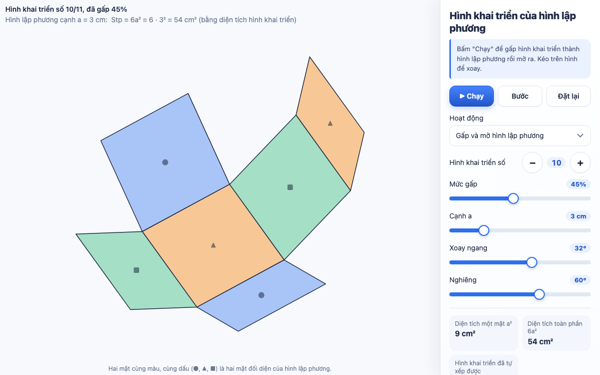 Hình khai triển số 10/11, đã gấp 45%
Hình lập phương cạnh a = 3 cm: Stp = 6a² = 6 · 3² = 54 cm² (bằng diện tích hình khai triển)
Hai mặt cùng màu, cùng dấu (●, ▲, ■) là hai mặt đối diện của hình lập phương.
Hình khai triển của hình lập
phương
Bấm "Chạy" để gấp hình khai triển thành
hình lập phương rồi mở ra. Kéo trên hình
để xoay.
▶ Chạy
Bước
Đặt lại
Hoạt động
Gấp và mở hình lập phương
Hình khai triển số
− 10 +
Mức gấp 45%
Cạnh a 3 cm
Xoay ngang 32°
Nghiêng 60°
Diện tích một mặt a²
9 cm²
Diện tích toàn phần
6a²
54 cm²
Hình khai triển đã tự
xếp được